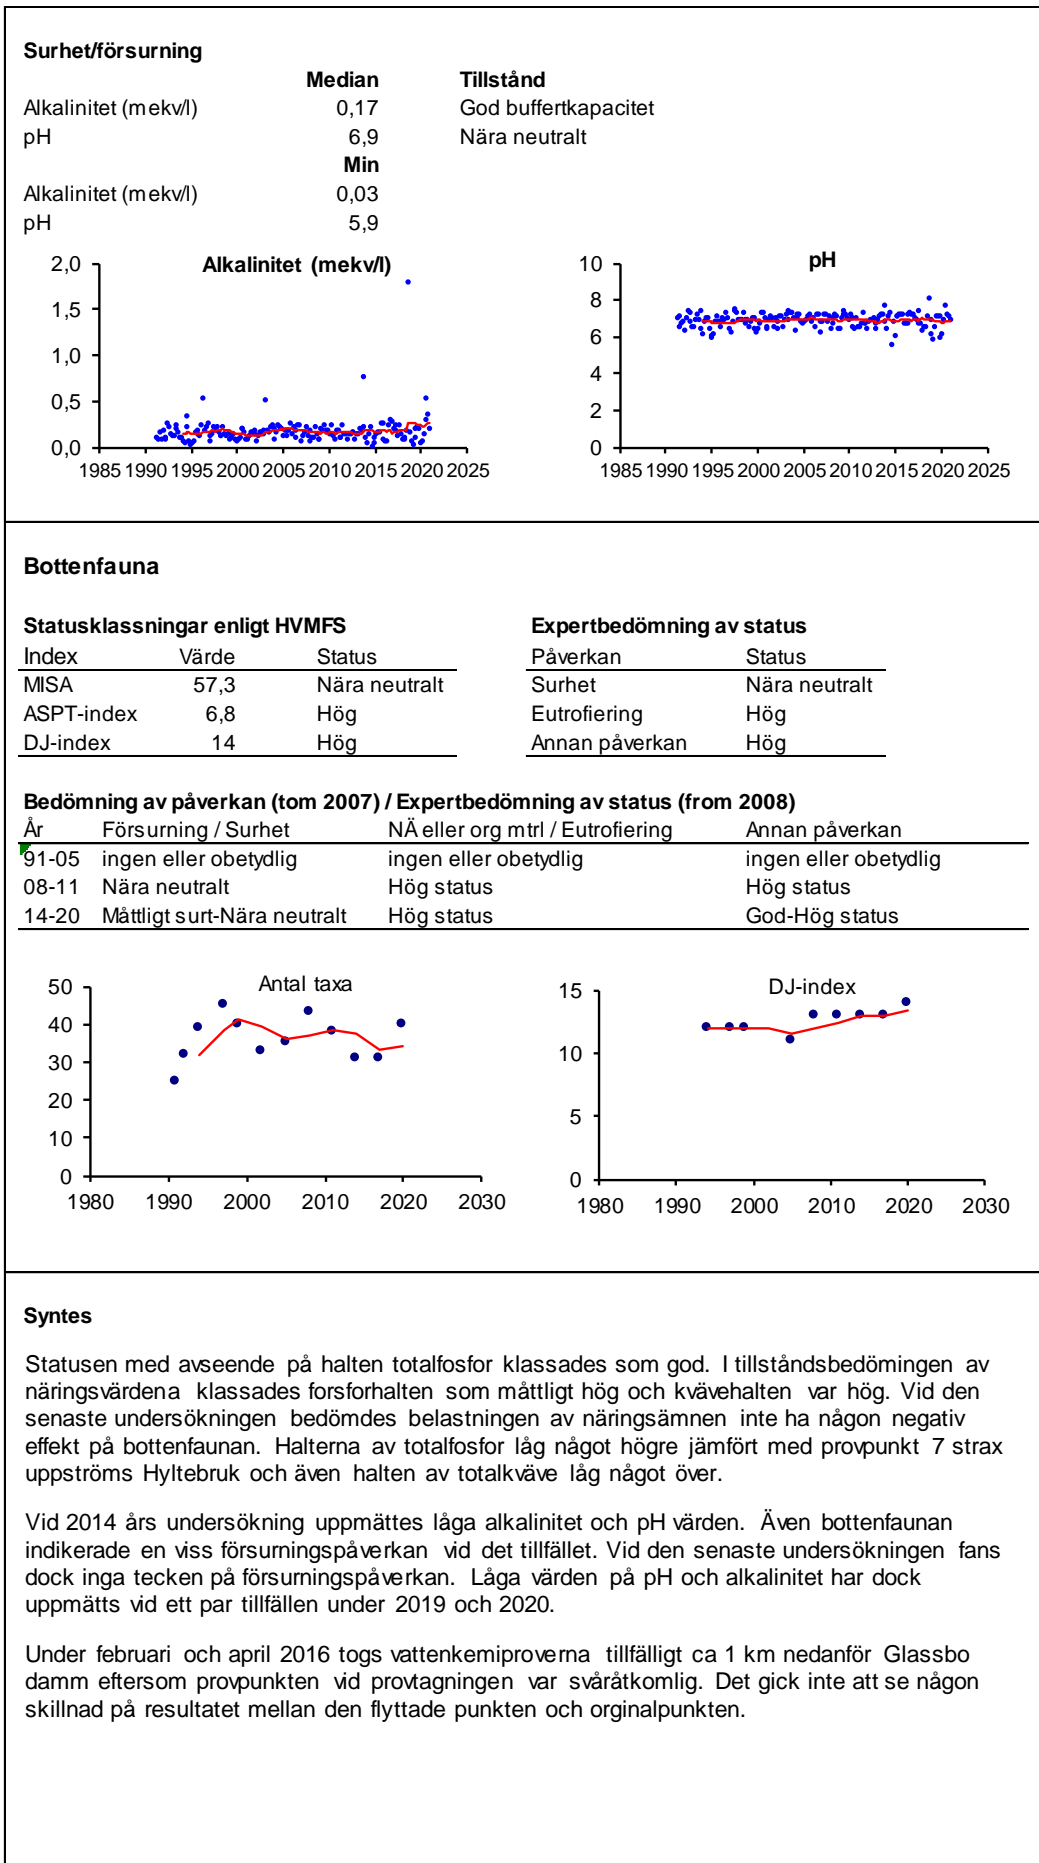 Surhet/försurning
Median Tillstånd
Alkalinitet (mekv/l) 0,17 God buffertkapacitet
pH 6,9 Nära neutralt
Min
Alkalinitet (mekv/l) 0,03
pH 5,9
Alkalinitet (mekv/l)
2,0
1,5
1,0
0,5
0,0
1985 1990 1995 2000 2005 2010 2015 2020 2025
pH
10
8
6
4
2
0
1985 1990 1995 2000 2005 2010 2015 2020 2025
Bottenfauna
Statusklassningar enligt HVMFS
Index Värde Status
MISA 57,3 Nära neutralt
ASPT-index 6,8 Hög
DJ-index 14 Hög
Expertbedömning av status
Påverkan Status
Surhet Nära neutralt
Eutrofiering Hög
Annan påverkan Hög
Bedömning av påverkan (tom 2007) / Expertbedömning av status (from 2008)
År Försurning / Surhet NÄ eller org mtrl / Eutrofiering Annan påverkan
91-05 ingen eller obetydlig ingen eller obetydlig ingen eller obetydlig
08-11 Nära neutralt Hög status Hög status
14-20 Måttligt surt-Nära neutralt Hög status God-Hög status
Antal taxa
50
40
30
20
10
0
1980 1990 2000 2010 2020 2030
DJ-index
15
10
5
0
1980 1990 2000 2010 2020 2030
Syntes
Statusen med avseende på halten totalfosfor klassades som god. I tillståndsbedömingen av
näringsvärdena klassades forsforhalten som måttligt hög och kvävehalten var hög. Vid den
senaste undersökningen bedömdes belastningen av näringsämnen inte ha någon negativ
effekt på bottenfaunan. Halterna av totalfosfor låg något högre jämfört med provpunkt 7 strax
uppströms Hyltebruk och även halten av totalkväve låg något över.
Vid 2014 års undersökning uppmättes låga alkalinitet och pH värden. Även bottenfaunan
indikerade en viss försurningspåverkan vid det tillfället. Vid den senaste undersökningen fans
dock inga tecken på försurningspåverkan. Låga värden på pH och alkalinitet har dock
uppmätts vid ett par tillfällen under 2019 och 2020.
Under februari och april 2016 togs vattenkemiproverna tillfälligt ca 1 km nedanför Glassbo
damm eftersom provpunkten vid provtagningen var svåråtkomlig. Det gick inte att se någon
skillnad på resultatet mellan den flyttade punkten och orginalpunkten.